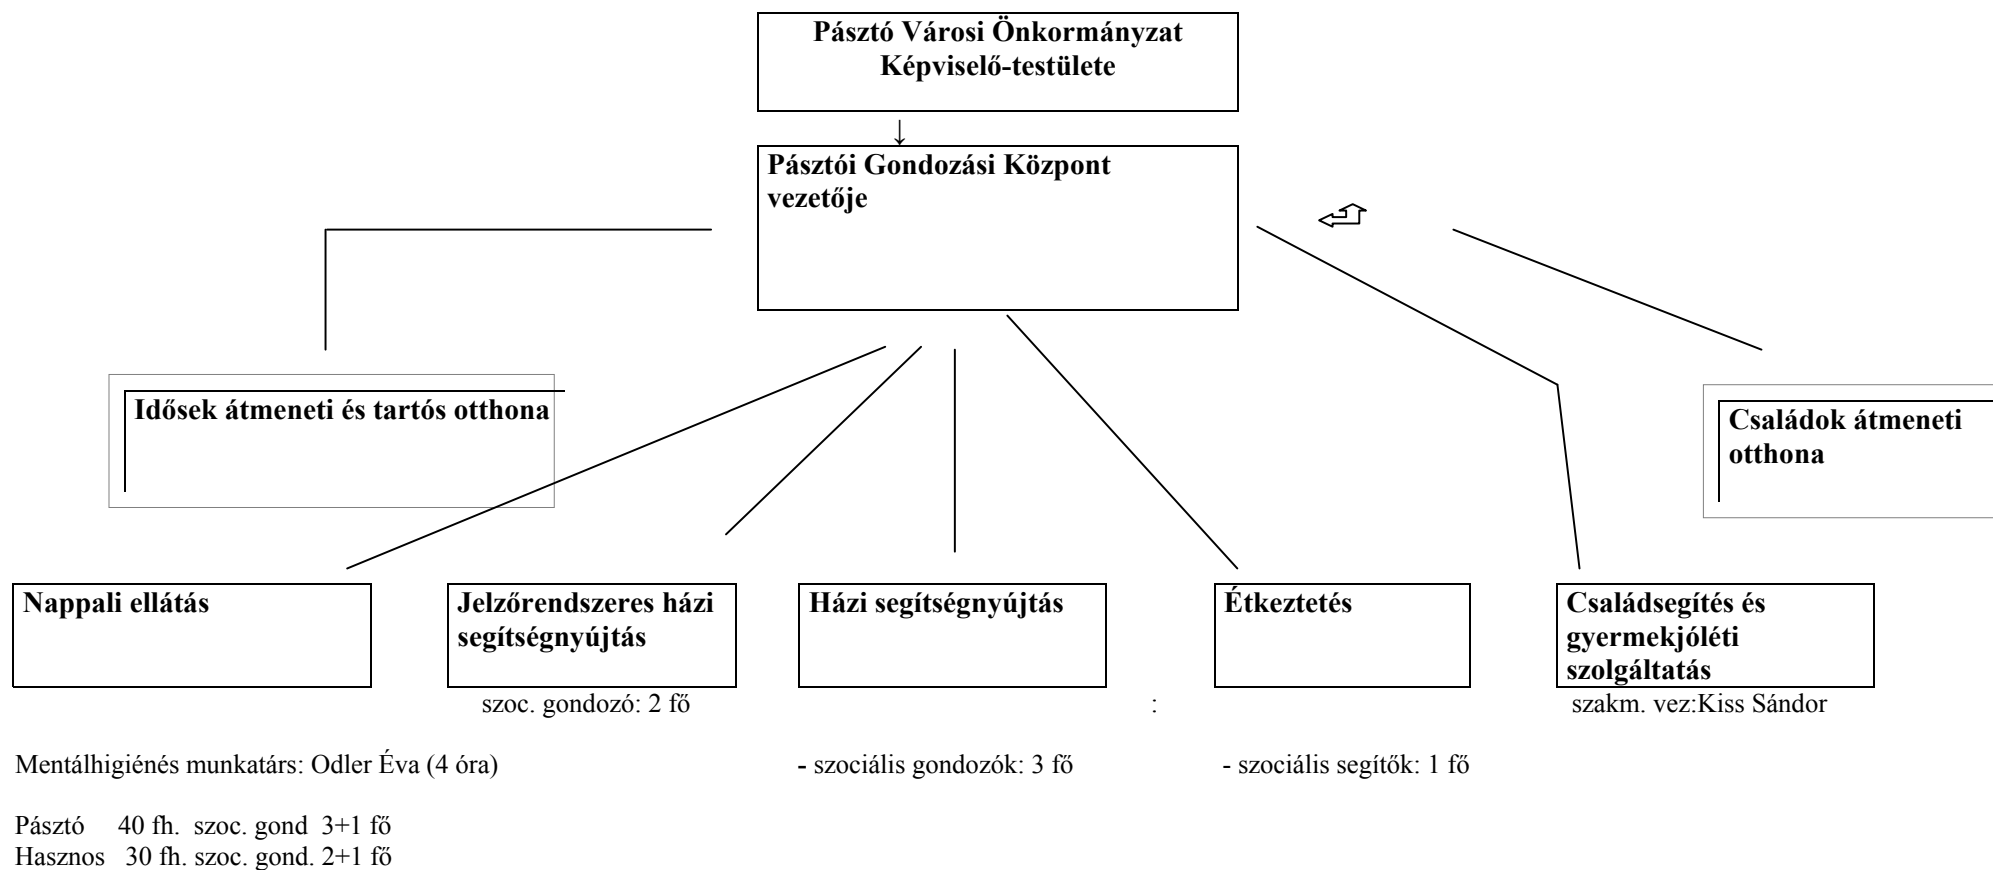 Pásztó Városi Önkormányzat
Képviselő-testülete
↓
Pásztói Gondozási Központ
vezetője
Idősek átmeneti és tartós otthona
Családok átmeneti
otthona
Nappali ellátás
Jelzőrendszeres házi
segítségnyújtás
Házi segítségnyújtás
Étkeztetés
Családsegítés és
gyermekjóléti
szolgáltatás
szoc. gondozó: 2 fő
:
szakm. vez:Kiss Sándor
Mentálhigiénés munkatárs: Odler Éva (4 óra)
- szociális gondozók: 3 fő
- szociális segítők: 1 fő
Pásztó 40 fh. szoc. gond 3+1 fő
Hasznos 30 fh. szoc. gond. 2+1 fő